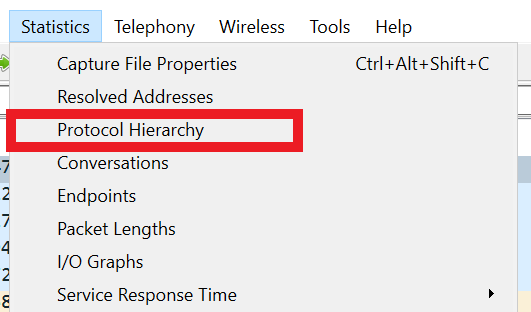 Statistics Telephony Wireless Tools Help
Capture File Properties Ctrl+Alt+Shift+C
Resolved Addresses
Protocol Hierarchy
Conversations
Endpoints
Packet Lengths
I/O Graphs
Service Response Time